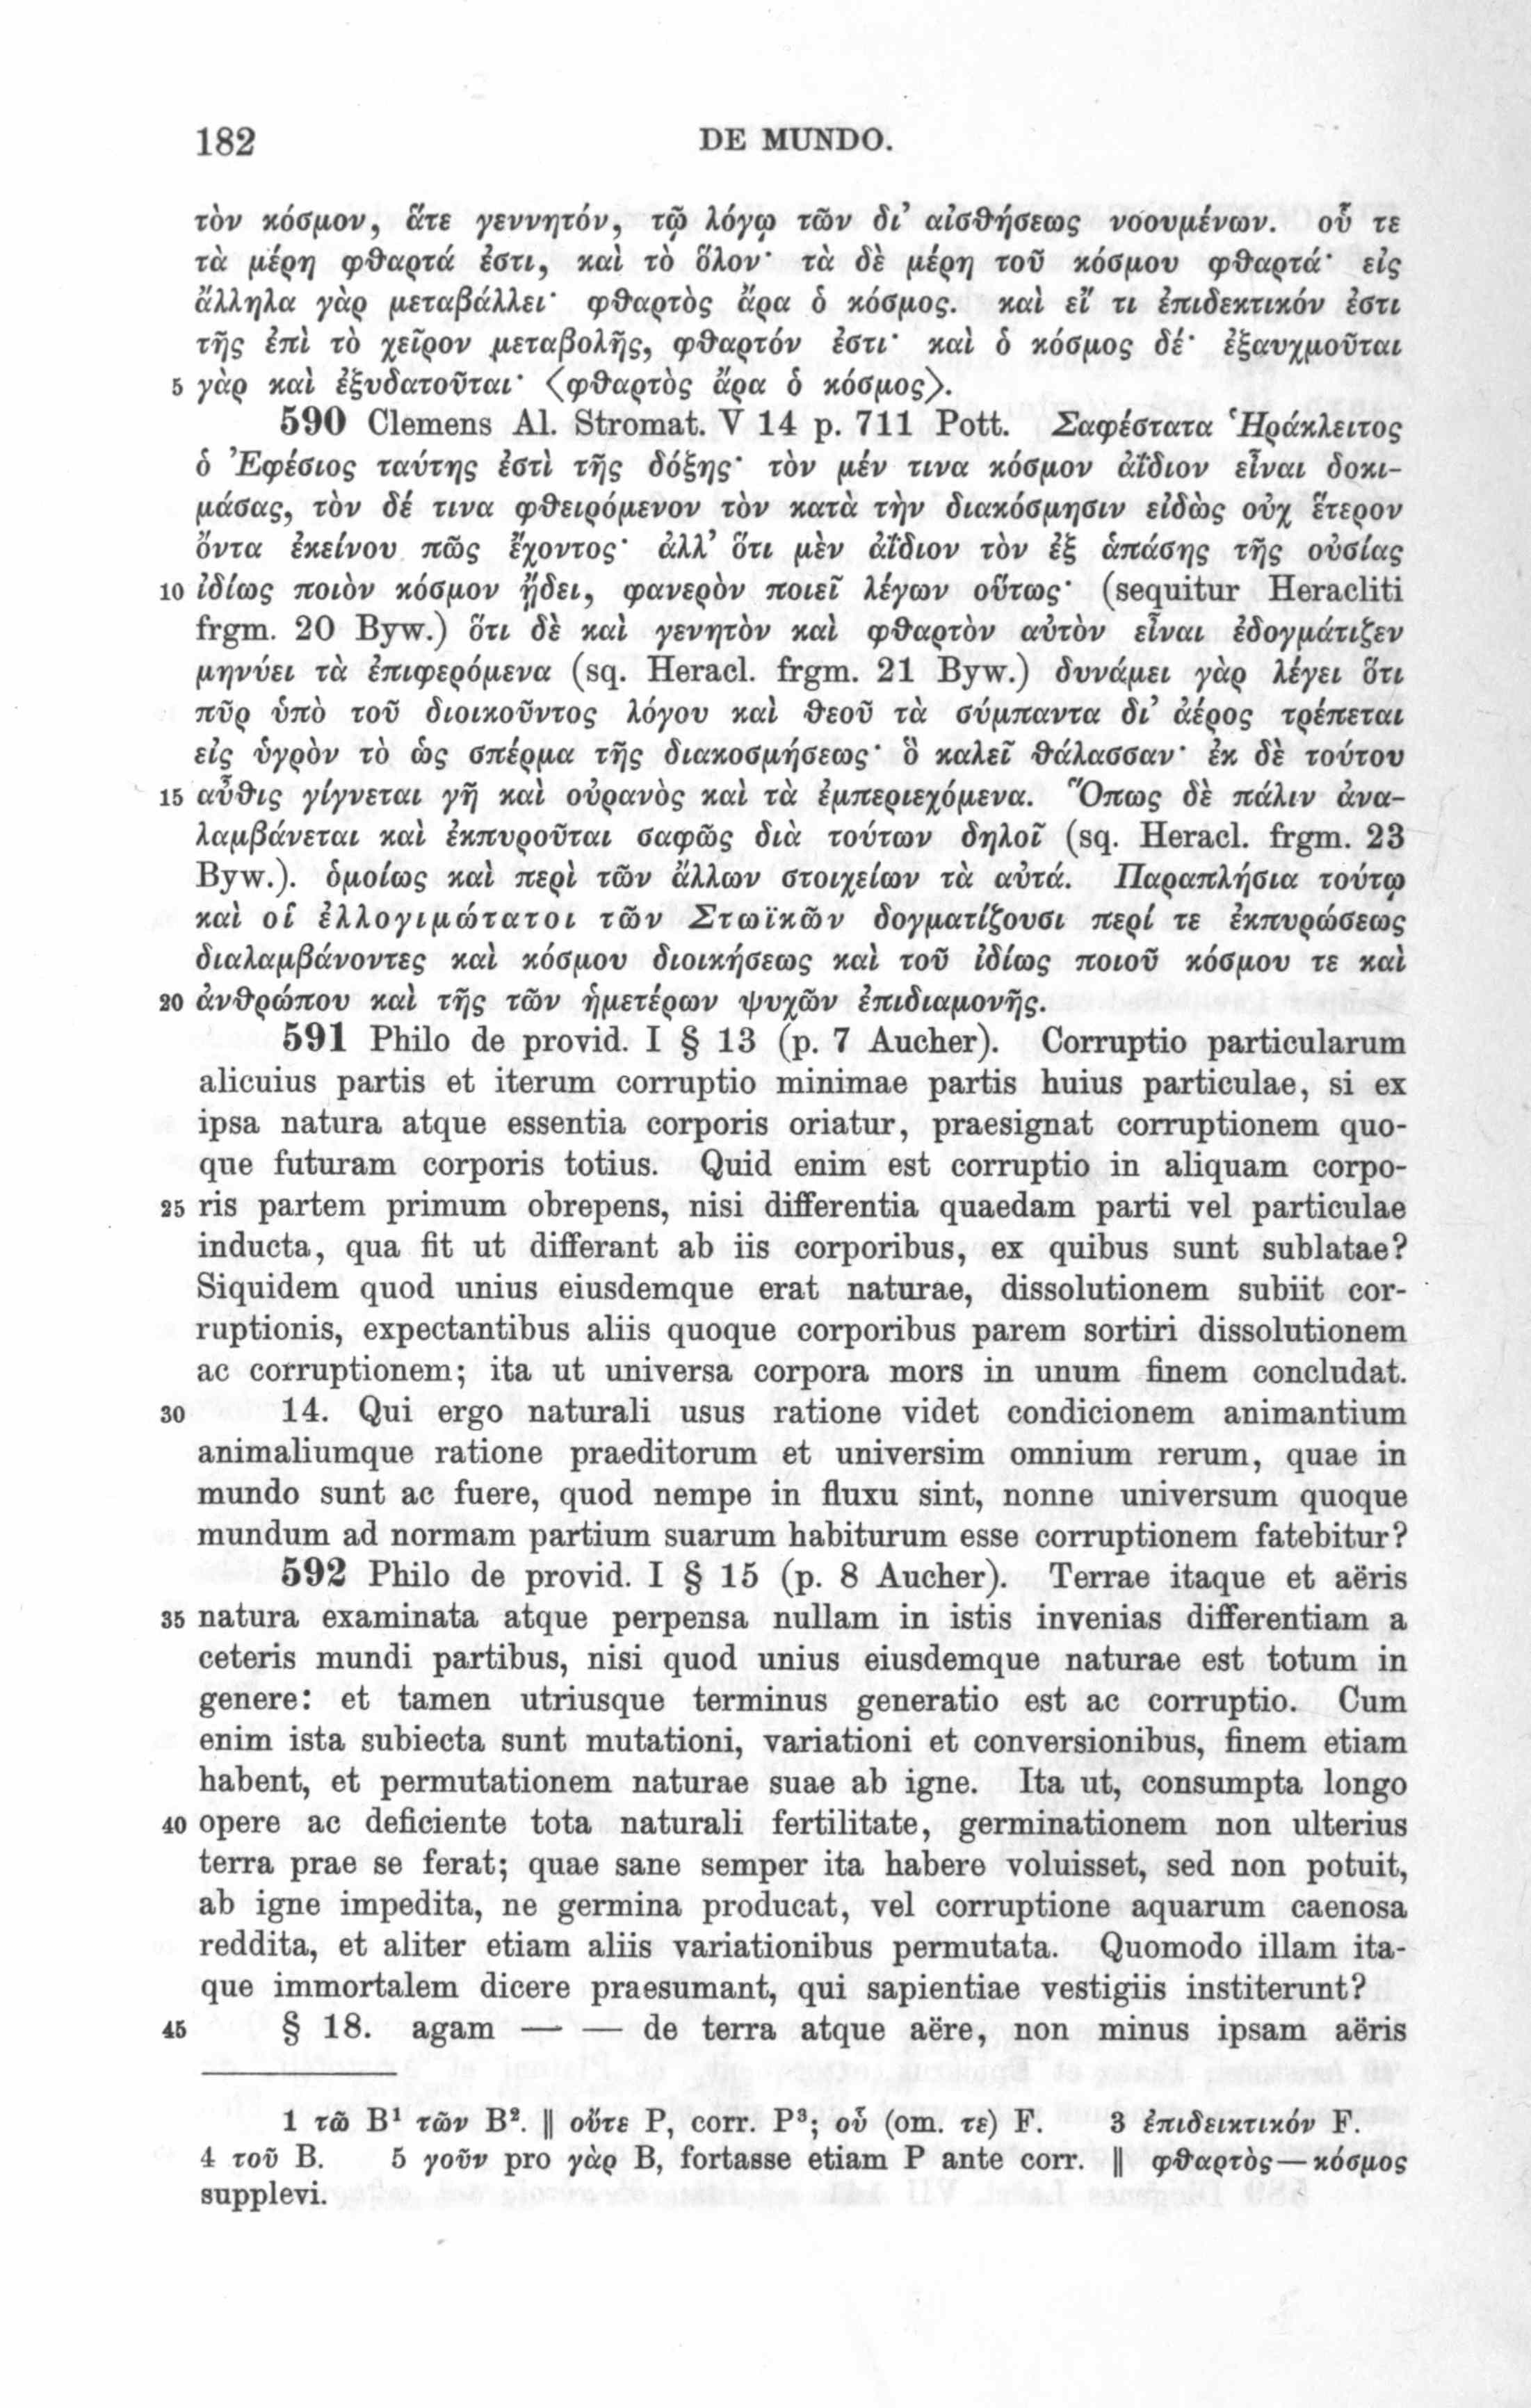 182 DE MUNDO.
τὸν κόσμον, ἅτε γεννητόν, τῷ λόγῳ τῶν δι’ αἰσθήσεως νοουμένων. οὗ τε
τὰ μέρη φθαρτά ἐστι, καὶ τὸ ὅλον· τὰ δὲ μέρη τοῦ κόσμου φθαρτά· εἰς
ἄλληλα γὰρ μεταβάλλει· φθαρτὸς ἄρα ὁ κόσμος. καὶ εἴ τι ἐπιδεκτικόν ἐστι
τῆς ἐπὶ τὸ χεῖρον μεταβολῆς, φθαρτόν ἐστι· καὶ ὁ κόσμος δέ· ἐξαυχμοῦται
5 γὰρ καὶ ἐξυδατοῦται· ⟨φθαρτὸς ἄρα ὁ κόσμος⟩.
590 Clemens Al. Stromat. V 14 p. 711 Pott. Σαφέστατα Ἡράκλειτος
ὁ Ἐφέσιος ταύτης ἐστὶ τῆς δόξης· τὸν μέν τινα κόσμον ἀΐδιον εἶναι δοκι-
μάσας, τὸν δέ τινα φθειρόμενον τὸν κατὰ τὴν διακόσμησιν εἰδὼς οὐχ ἕτερον
ὄντα ἐκείνου πῶς ἔχοντος· ἀλλ’ ὅτι μὲν ἀΐδιον τὸν ἐξ ἁπάσης τῆς οὐσίας
10 ἰδίως ποιὸν κόσμον ᾔδει, φανερὸν ποιεῖ λέγων οὕτως· (sequitur Heracliti
frgm. 20 Byw.) ὅτι δὲ καὶ γενητὸν καὶ φθαρτὸν αὐτὸν εἶναι ἐδογμάτιζεν
μηνύει τὰ ἐπιφερόμενα (sq. Heracl. frgm. 21 Byw.) δυνάμει γὰρ λέγει ὅτι
πῦρ ὑπὸ τοῦ διοικοῦντος λόγου καὶ θεοῦ τὰ σύμπαντα δι’ ἀέρος τρέπεται
εἰς ὑγρὸν τὸ ὡς σπέρμα τῆς διακοσμήσεως· ὃ καλεῖ θάλασσαν· ἐκ δὲ τούτου
15 αὖθις γίγνεται γῆ καὶ οὐρανὸς καὶ τὰ ἐμπεριεχόμενα. Ὅπως δὲ πάλιν ἀνα-
λαμβάνεται καὶ ἐκπυροῦται σαφῶς διὰ τούτων δηλοῖ (sq. Heracl. frgm. 23
Byw.). ὁμοίως καὶ περὶ τῶν ἄλλων στοιχείων τὰ αὐτά. Παραπλήσια τούτῳ
καὶ οἱ ἐλλογιμώτατοι τῶν Στωϊκῶν δογματίζουσι περί τε ἐκπυρώσεως
διαλαμβάνοντες καὶ κόσμου διοικήσεως καὶ τοῦ ἰδίως ποιοῦ κόσμου τε καὶ
20 ἀνθρώπου καὶ τῆς τῶν ἡμετέρων ψυχῶν ἐπιδιαμονῆς.
591 Philo de provid. I § 13 (p. 7 Aucher). Corruptio particularum
alicuius partis et iterum corruptio minimae partis huius particulae, si ex
ipsa natura atque essentia corporis oriatur, praesignat corruptionem quo-
que futuram corporis totius. Quid enim est corruptio in aliquam corpo-
25 ris partem primum obrepens, nisi differentia quaedam parti vel particulae
inducta, qua fit ut differant ab iis corporibus, ex quibus sunt sublatae?
Siquidem quod unius eiusdemque erat naturae, dissolutionem subiit cor-
ruptionis, expectantibus aliis quoque corporibus parem sortiri dissolutionem
ac corruptionem; ita ut universa corpora mors in unum finem concludat.
30 14. Qui ergo naturali usus ratione videt condicionem animantium
animaliumque ratione praeditorum et universim omnium rerum, quae in
mundo sunt ac fuere, quod nempe in fluxu sint, nonne universum quoque
mundum ad normam partium suarum habiturum esse corruptionem fatebitur?
592 Philo de provid. I § 15 (p. 8 Aucher). Terrae itaque et aëris
35 natura examinata atque perpensa nullam in istis invenias differentiam a
ceteris mundi partibus, nisi quod unius eiusdemque naturae est totum in
genere: et tamen utriusque terminus generatio est ac corruptio. Cum
enim ista subiecta sunt mutationi, variationi et conversionibus, finem etiam
habent, et permutationem naturae suae ab igne. Ita ut, consumpta longo
40 opere ac deficiente tota naturali fertilitate, germinationem non ulterius
terra prae se ferat; quae sane semper ita habere voluisset, sed non potuit,
ab igne impedita, ne germina producat, vel corruptione aquarum caenosa
reddita, et aliter etiam aliis variationibus permutata. Quomodo illam ita-
que immortalem dicere praesumant, qui sapientiae vestigiis institerunt?
45 § 18. agam — — de terra atque aëre, non minus ipsam aëris
1 τῶ B¹ τῶν B². ‖ οὔτε P, corr. P³; οὗ (om. τε) F. 3 ἐπιδεικτικόν F.
4 τοῦ B. 5 γοῦν pro γὰρ B, fortasse etiam P ante corr. ‖ φθαρτὸς—κόσμος
supplevi.